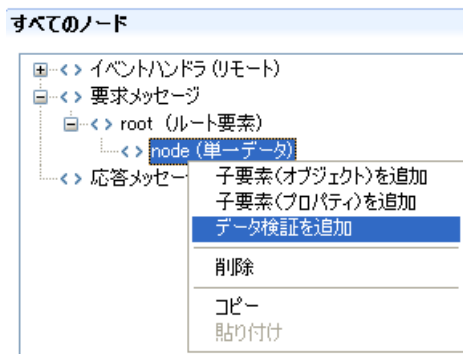 すべてのノード
イベントハンドラ(リモート)
要求メッセージ
root (ルート要素)
node (単一データ)
応答メッセー
子要素(オブジェクト)を追加
子要素(プロパティ)を追加
データ検証を追加
削除
コピー
貼り付け